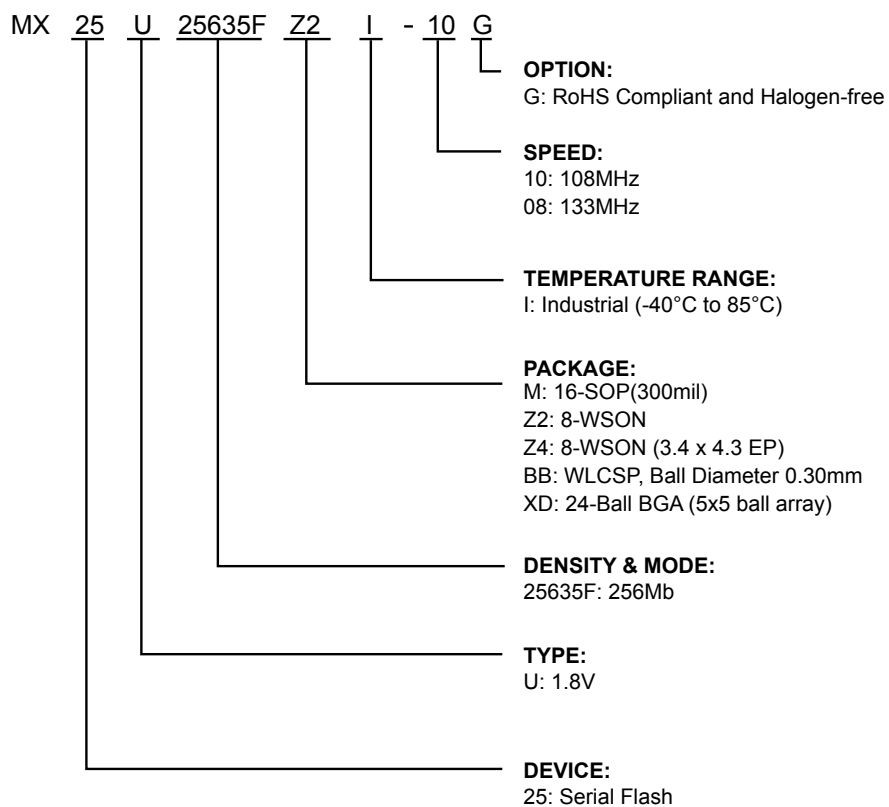 MX 25 U 25635F Z2 I - 10 G
OPTION:
G: RoHS Compliant and Halogen-free
SPEED:
10: 108MHz
08: 133MHz
TEMPERATURE RANGE:
I: Industrial (-40°C to 85°C)
PACKAGE:
M: 16-SOP(300mil)
Z2: 8-WSON
Z4: 8-WSON (3.4 x 4.3 EP)
BB: WLCSP, Ball Diameter 0.30mm
XD: 24-Ball BGA (5x5 ball array)
DENSITY & MODE:
25635F: 256Mb
TYPE:
U: 1.8V
DEVICE:
25: Serial Flash